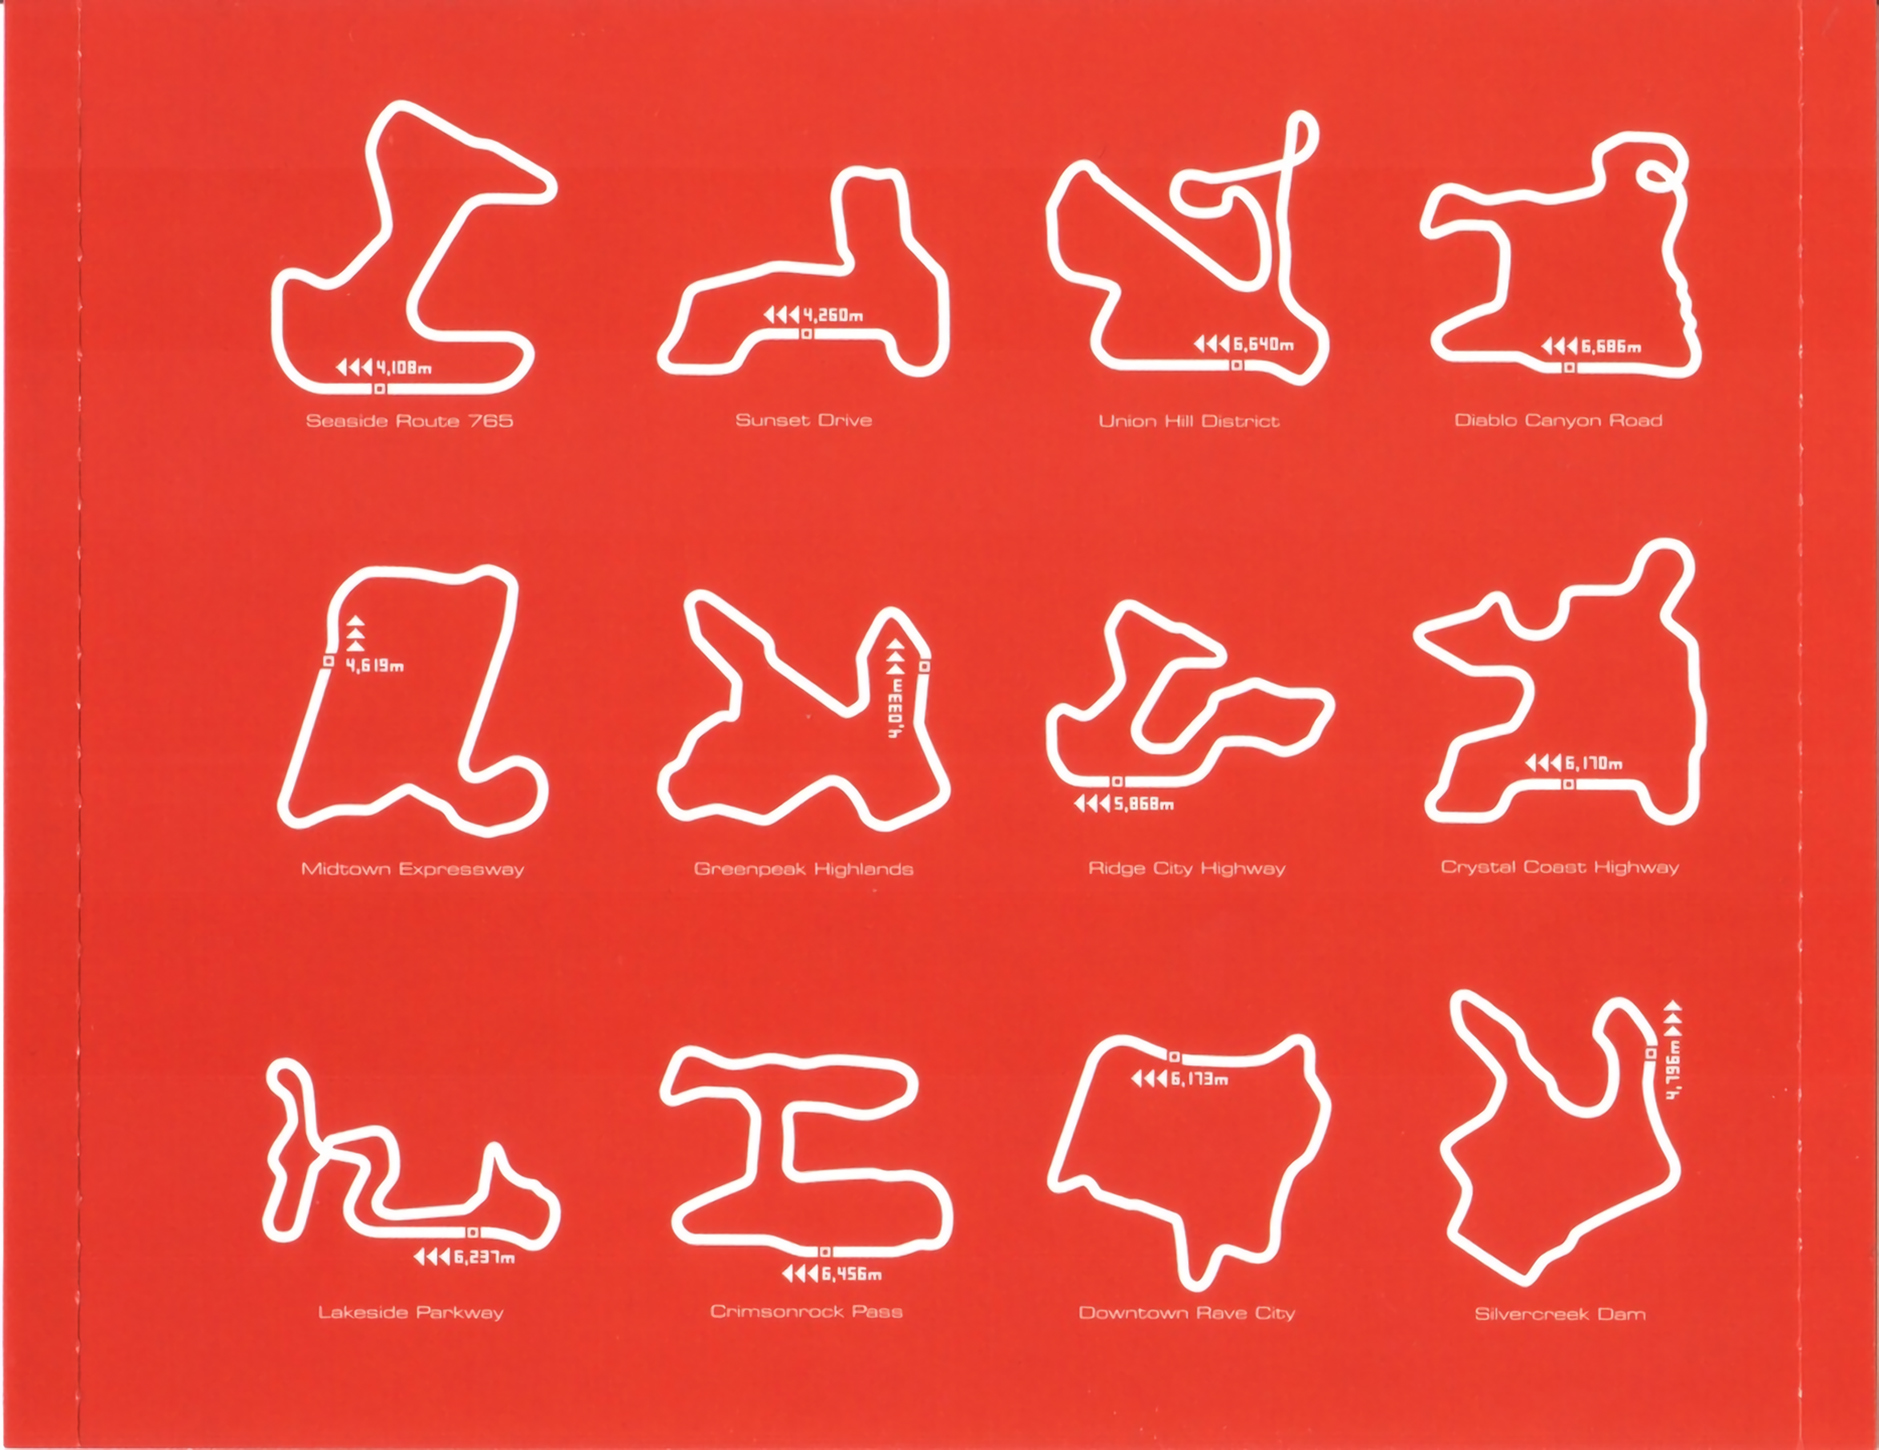 4,108m
4,260m
6,640m
6,686m
Seaside Route 765
Sunset Drive
Union Hill District
Diablo Canyon Road
4,619m
5,868m
6,170m
Midtown Expressway
Greenpeak Highlands
Ridge City Highway
Crystal Coast Highway
6,237m
6,456m
6,173m
4,796m
Lakeside Parkway
Crimsonrock Pass
Downtown Rave City
Silvercreek Dam